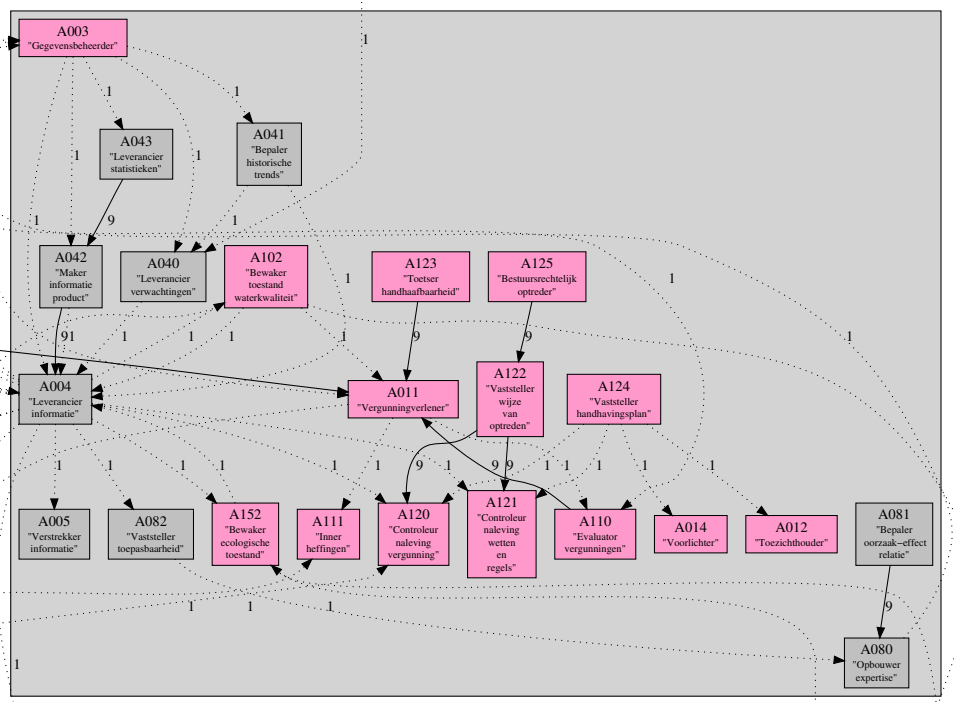 A003
"Gegevensbeheerder"
1
1
1
A043
"Leverancier
statistieken"
A041
"Bepaler
historische
trends"
1
1
1
9
1
A042
"Maker
informatie
product"
A040
"Leverancier
verwachtingen"
A102
"Bewaker
toestand
waterkwaliteit"
A123
"Toetser
handhaafbaarheid"
A125
"Bestuursrechtelijk
optreder"
1
1
91
1
1
1
1
9
9
1
A004
"Leverancier
informatie"
A011
"Vergunningverlener"
A122
"Vaststeller
wijze
van
optreden"
A124
"Vaststeller
handhavingsplan"
1
1
1
1
1
1
9
1
9
9
1
1
1
1
1
A005
"Verstrekker
informatie"
A082
"Vaststeller
toepasbaarheid"
A152
"Bewaker
ecologische
toestand"
A111
"Inner
heffingen"
A120
"Controleur
naleving
vergunning"
A121
"Controleur
naleving
wetten
en
regels"
A110
"Evaluator
vergunningen"
A014
"Voorlichter"
A012
"Toezichthouder"
A081
"Bepaler
oorzaak−effect
relatie"
1
1
1
9
1
A080
"Opbouwer
expertise"